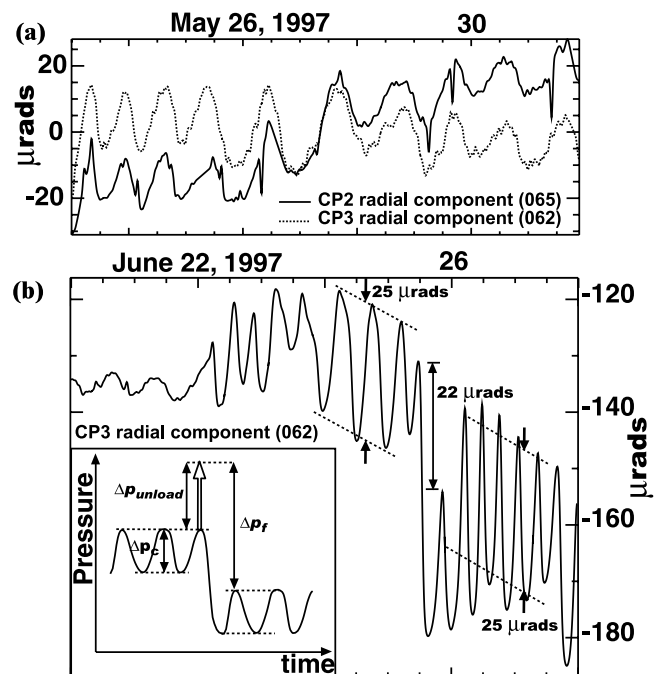 (a)
May 26, 1997 30
20
0
-20
μrads
CP2 radial component (065)
CP3 radial component (062)
June 22, 1997 26
(b)
-120
-140
-160
-180
μrads
25 μrads
22 μrads
25 μrads
CP3 radial component (062)
Pressure
Δp_unload
Δp_c
Δp_f
time